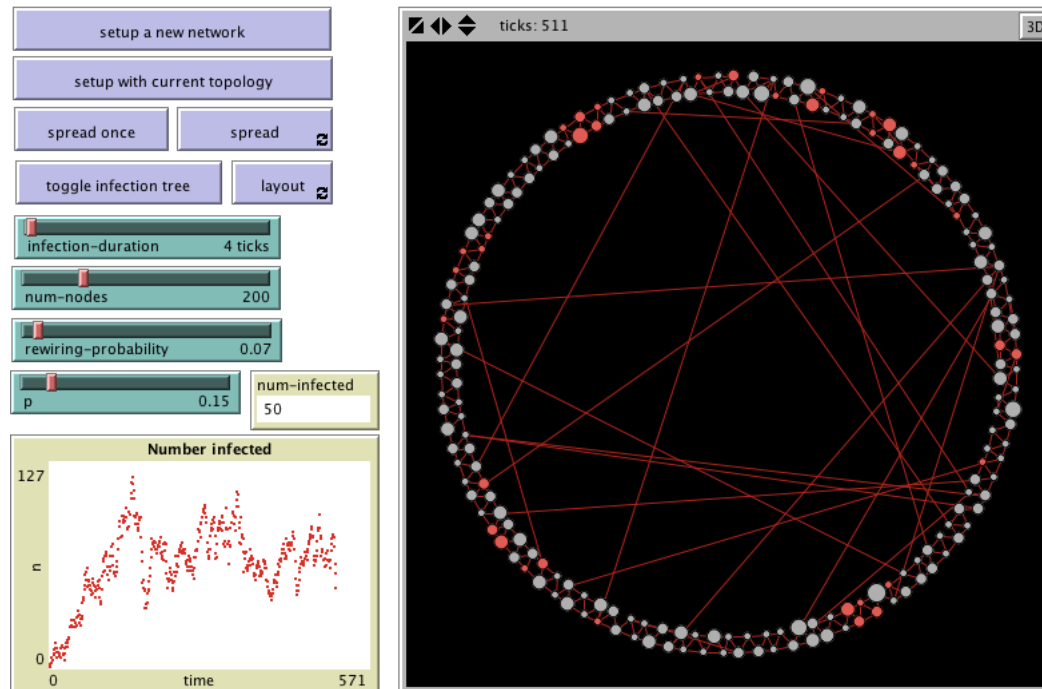 setup a new network
setup with current topology
spread once
spread
toggle infection tree
layout
infection-duration 4 ticks
num-nodes 200
rewiring-probability 0.07
p 0.15
num-infected
50
Number infected
127
n
0
0 time 571
ticks: 511
3D